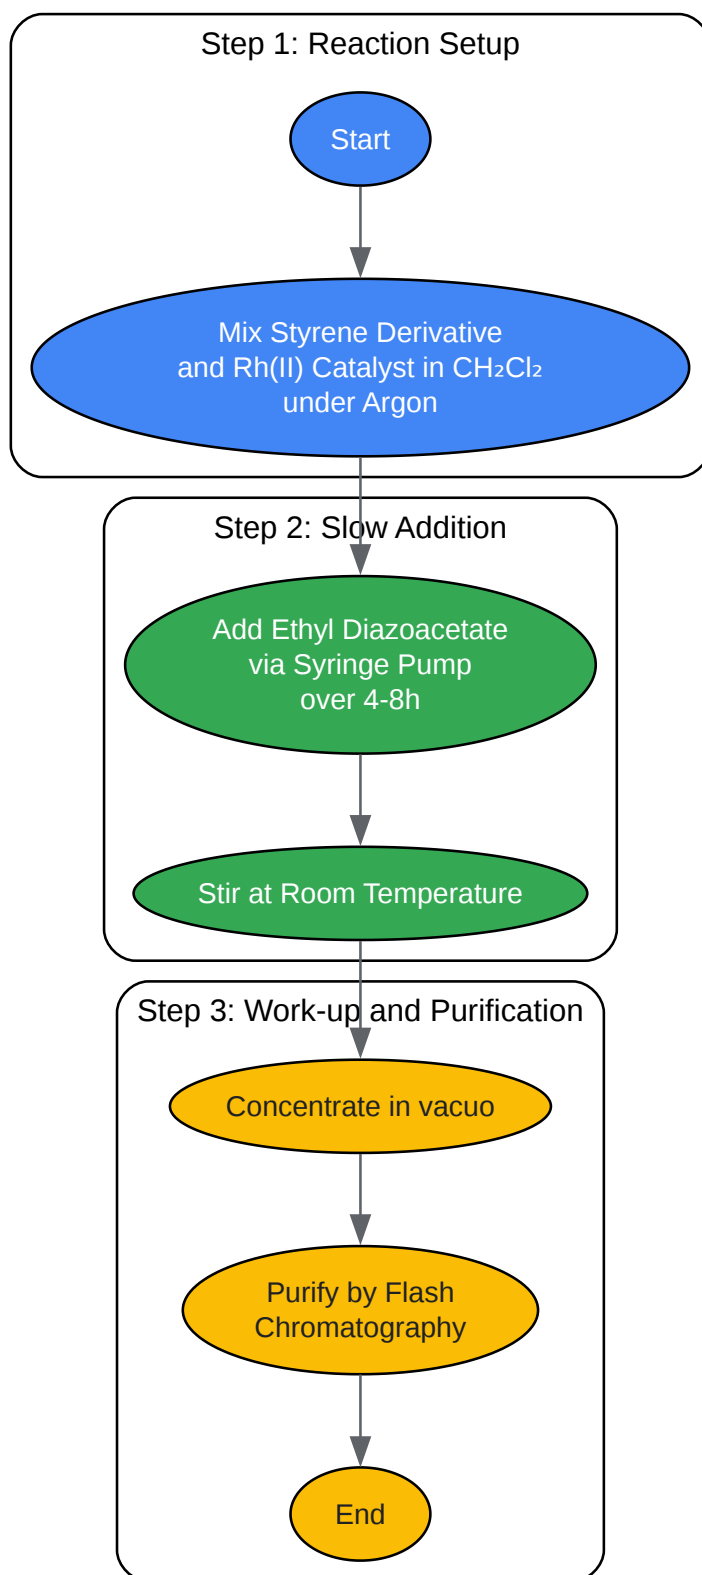 Step 1: Reaction Setup
Start
Mix Styrene Derivative
and Rh(II) Catalyst in CH₂Cl₂
under Argon
Step 2: Slow Addition
Add Ethyl Diazoacetate
via Syringe Pump
over 4-8h
Stir at Room Temperature
Step 3: Work-up and Purification
Concentrate in vacuo
Purify by Flash
Chromatography
End